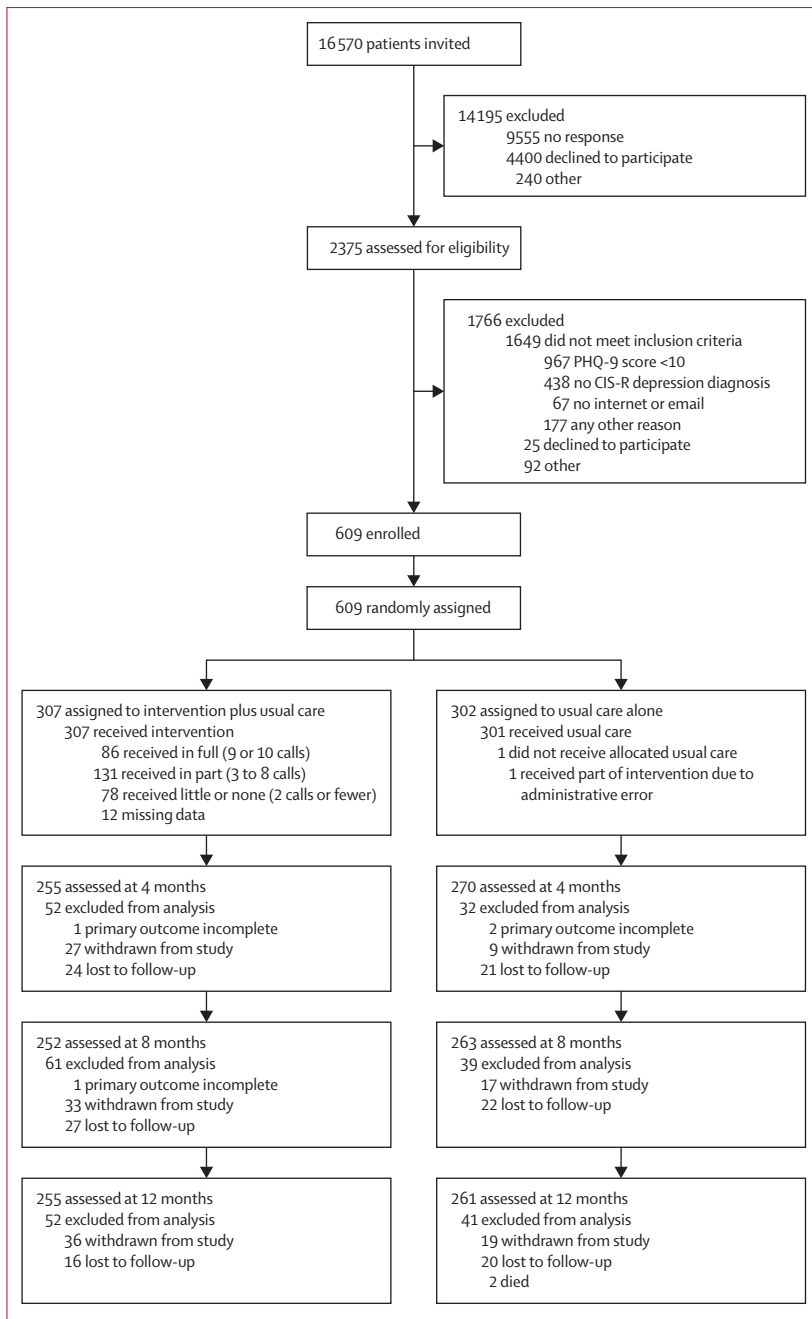 16 570 patients invited
14 195 excluded
9555 no response
4400 declined to participate
240 other
2375 assessed for eligibility
1766 excluded
1649 did not meet inclusion criteria
967 PHQ-9 score <10
438 no CIS-R depression diagnosis
67 no internet or email
177 any other reason
25 declined to participate
92 other
609 enrolled
609 randomly assigned
307 assigned to intervention plus usual care
307 received intervention
86 received in full (9 or 10 calls)
131 received in part (3 to 8 calls)
78 received little or none (2 calls or fewer)
12 missing data
302 assigned to usual care alone
301 received usual care
1 did not receive allocated usual care
1 received part of intervention due to
administrative error
255 assessed at 4 months
52 excluded from analysis
1 primary outcome incomplete
27 withdrawn from study
24 lost to follow-up
270 assessed at 4 months
32 excluded from analysis
2 primary outcome incomplete
9 withdrawn from study
21 lost to follow-up
252 assessed at 8 months
61 excluded from analysis
1 primary outcome incomplete
33 withdrawn from study
27 lost to follow-up
263 assessed at 8 months
39 excluded from analysis
17 withdrawn from study
22 lost to follow-up
255 assessed at 12 months
52 excluded from analysis
36 withdrawn from study
16 lost to follow-up
261 assessed at 12 months
41 excluded from analysis
19 withdrawn from study
20 lost to follow-up
2 died